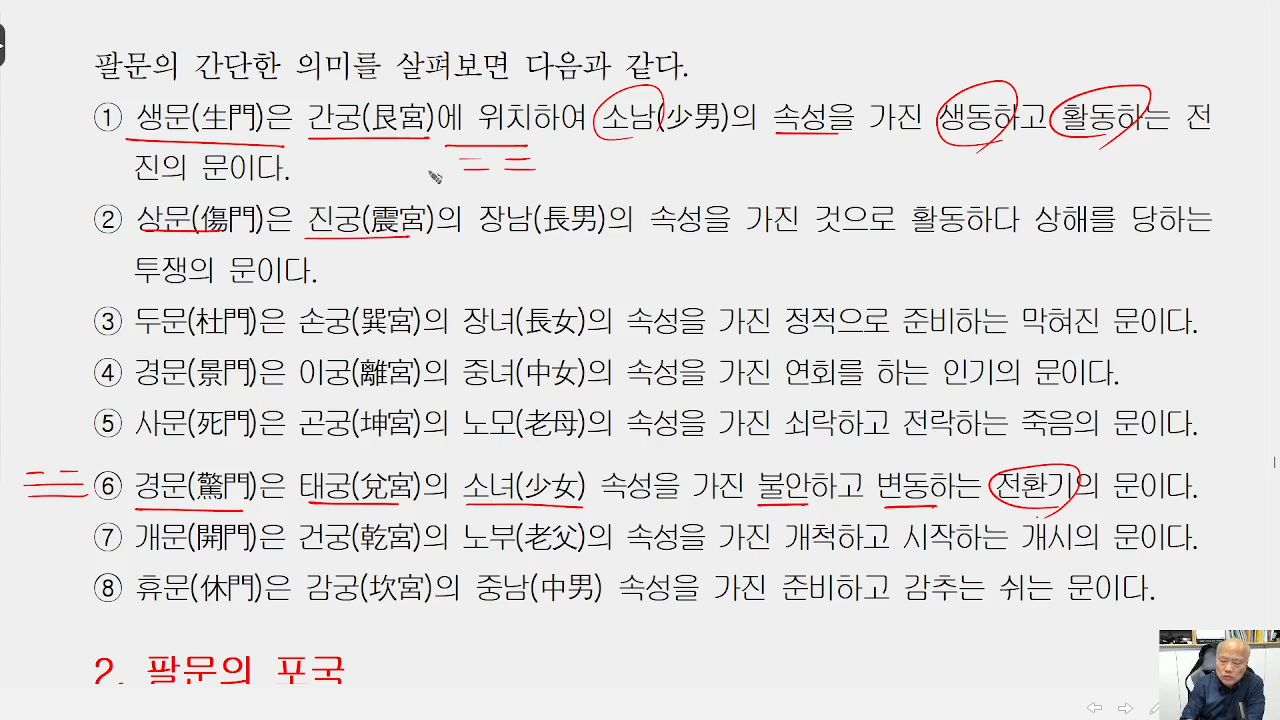 팔문의 간단한 의미를 살펴보면 다음과 같다.
① 생문(生門)은 간궁(艮宮)에 위치하여 소남(少男)의 속성을 가진 생동하고 활동하는 전
진의 문이다.
② 상문(傷門)은 진궁(震宮)의 장남(長男)의 속성을 가진 것으로 활동하다 상해를 당하는
투쟁의 문이다.
③ 두문(杜門)은 손궁(巽宮)의 장녀(長女)의 속성을 가진 정적으로 준비하는 막혀진 문이다.
④ 경문(景門)은 이궁(離宮)의 중녀(中女)의 속성을 가진 연회를 하는 인기의 문이다.
⑤ 사문(死門)은 곤궁(坤宮)의 노모(老母)의 속성을 가진 쇠락하고 전락하는 죽음의 문이다.
⑥ 경문(驚門)은 태궁(兌宮)의 소녀(少女) 속성을 가진 불안하고 변동하는 전환기의 문이다.
⑦ 개문(開門)은 건궁(乾宮)의 노부(老父)의 속성을 가진 개척하고 시작하는 개시의 문이다.
⑧ 휴문(休門)은 감궁(坎宮)의 중남(中男) 속성을 가진 준비하고 감추는 쉬는 문이다.
2. 팔문의 포국